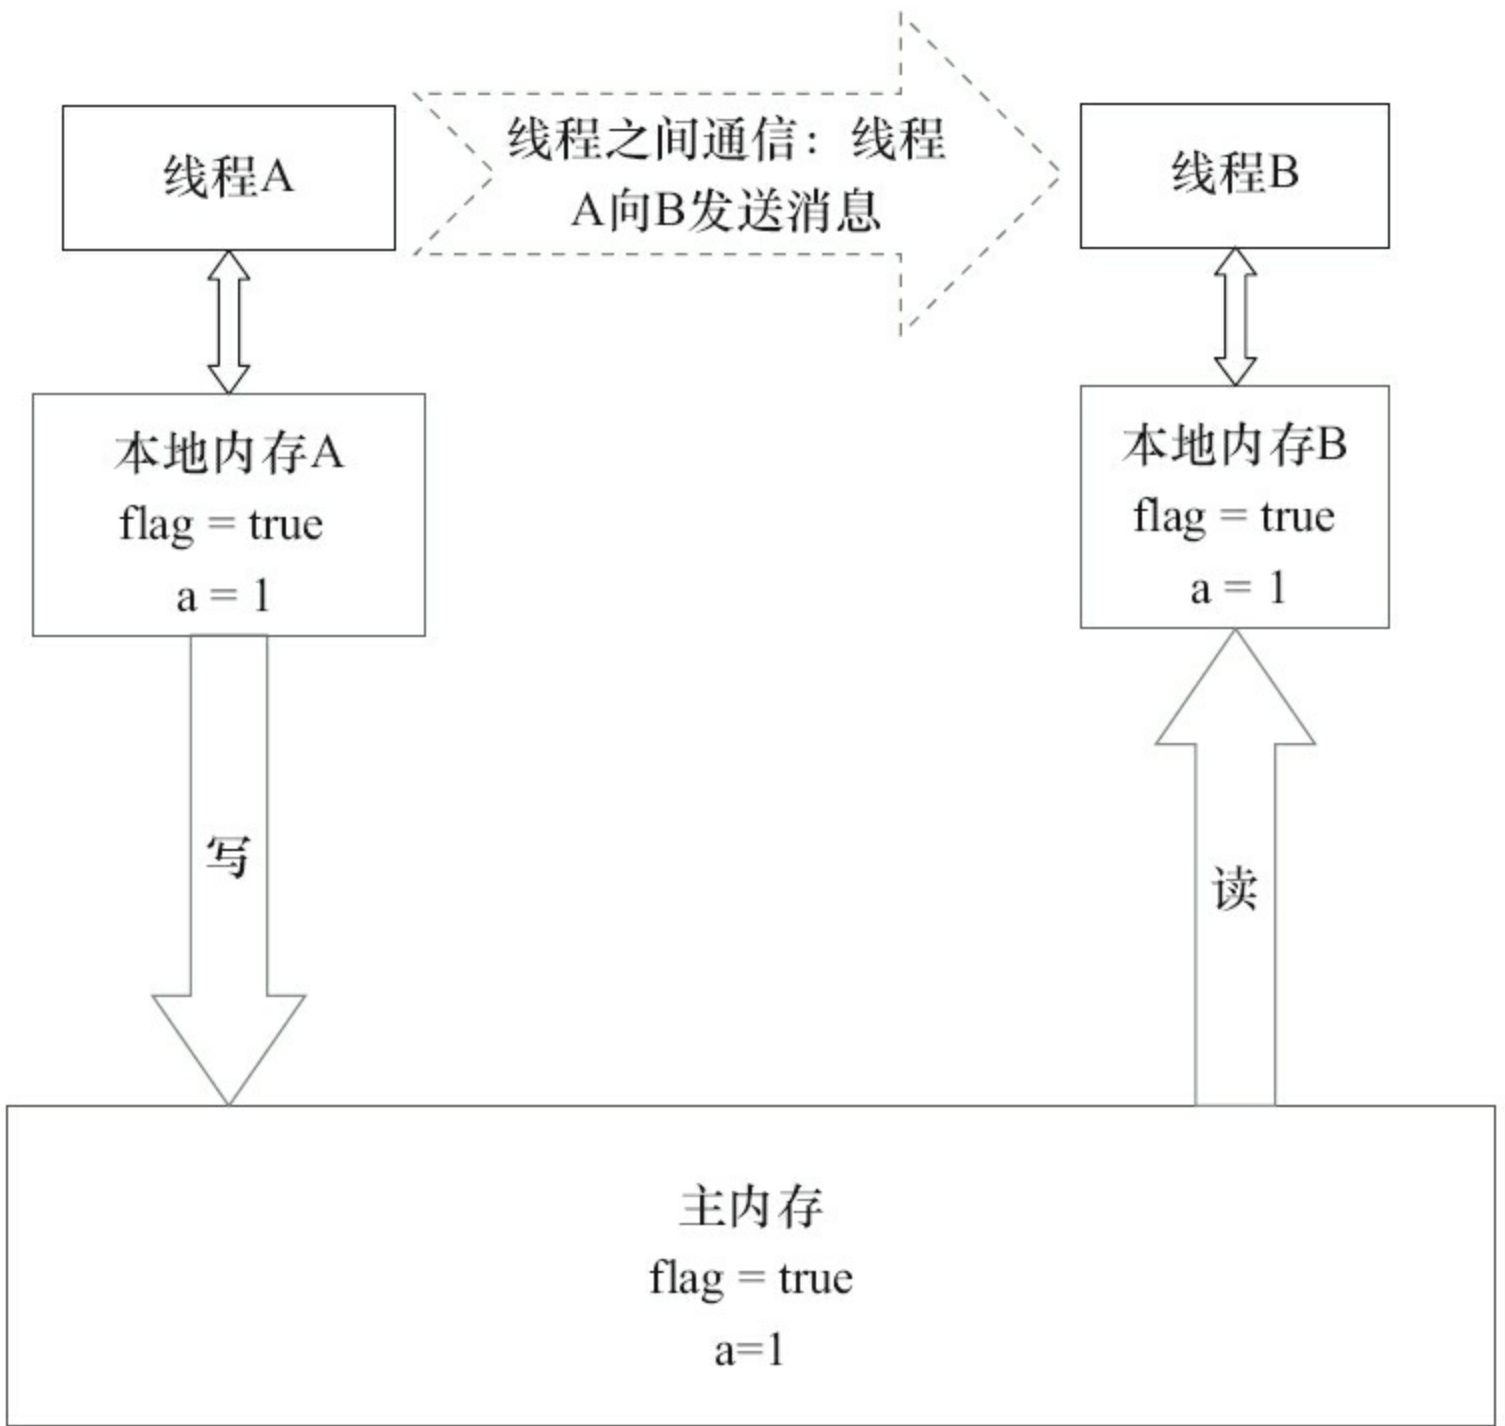 线程A
线程之间通信：线程
A向B发送消息
线程B
本地内存A
flag = true
a = 1
本地内存B
flag = true
a = 1
写
读
主内存
flag = true
a=1